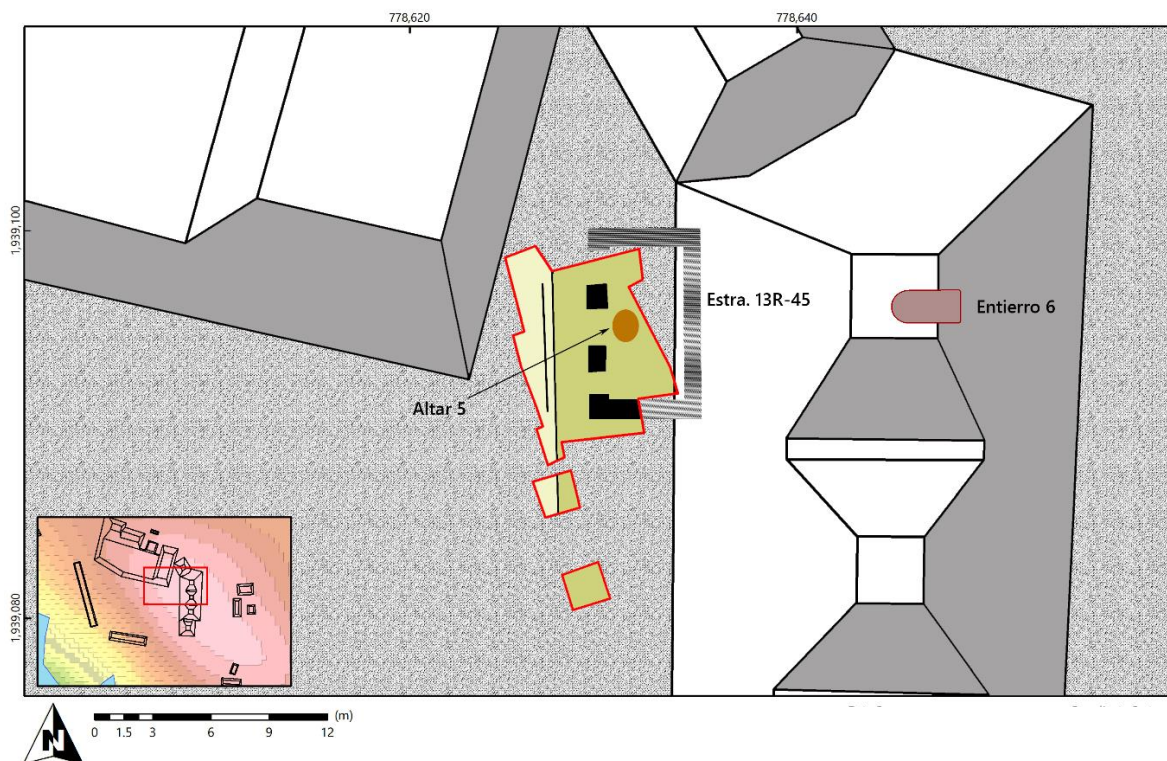 778,620
778,640
1,939,100
Estra. 13R-45
Entierro 6
Altar 5
1,939,080
N
(m)
0 1.5 3 6 9 12